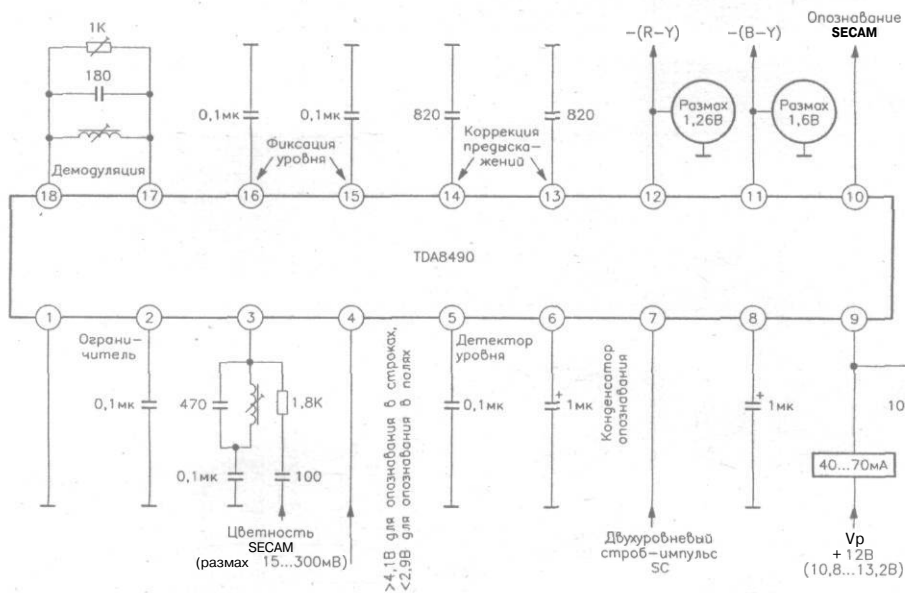 1К
180
Демодуляция
0,1мк
0,1мк
Фиксация
уровня
820
820
Коррекция
предыска-
жений
-(R-Y)
-(B-Y)
Размах
1,26В
Размах
1,6В
Опознавание
SECAM
18
17
16
15
14
13
12
11
10
TDA8490
1
2
3
4
5
6
7
8
9
Ограни-
читель
0,1мк
470
1,8К
0,1мк
100
Цветность
SECAM
(размах 15...300мВ)
>4,1В для опознавания в строках,
<2,9В для опознавания в полях
Детектор
уровня
0,1мк
+
1мк
Конденсатор
опознавания
Двухуровневый
строб-импульс
SC
+
1мк
10
40...70мА
Vp
+ 12В
(10,8...13,2В)